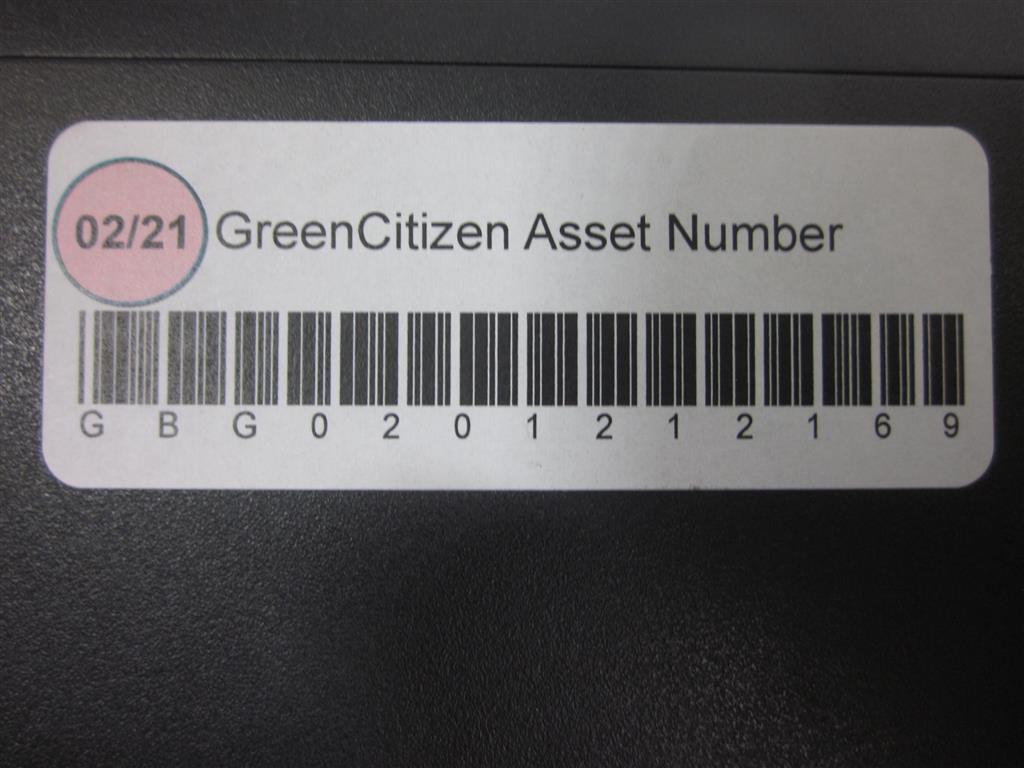 02/21 GreenCitizen Asset Number
G B G 0 2 0 1 2 1 2 1 6 9